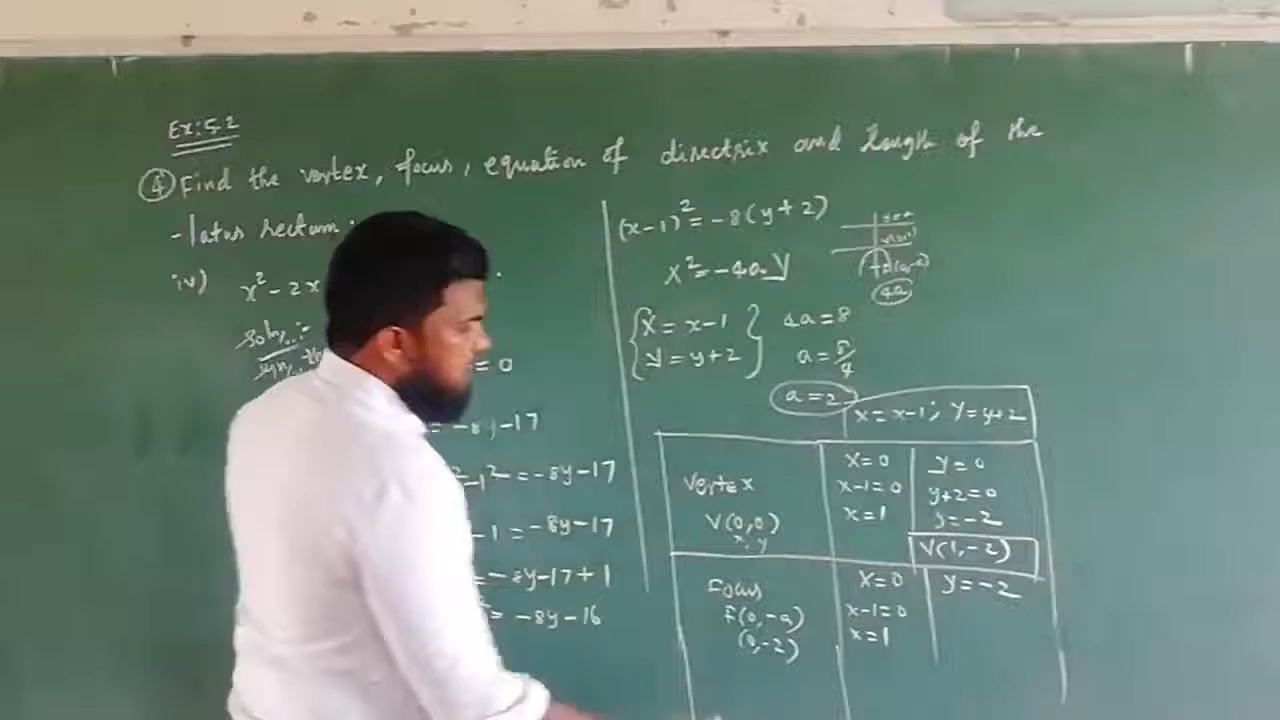 Ex: 5.2
④ Find the vertex, focus, equation of directrix and length of the
-latus rectum:
iv) x² - 2x
Soln:
= 0
= -8y-17
-1² = -8y-17
-1 = -8y-17
= -8y-17+1
= -8y-16
(x-1)² = -8(y+2)
X² = -4aY
X = x-1
Y = y+2
4a = 8
a = 8/4
a = 2
4a
X = x-1; Y = y+2
Vertex
V(0,0)
x, y
X = 0
x-1 = 0
x = 1
Y = 0
y+2 = 0
y = -2
V(1,-2)
Focus
F(0,-a)
(0,-2)
X = 0
x-1 = 0
x = 1
Y = -2